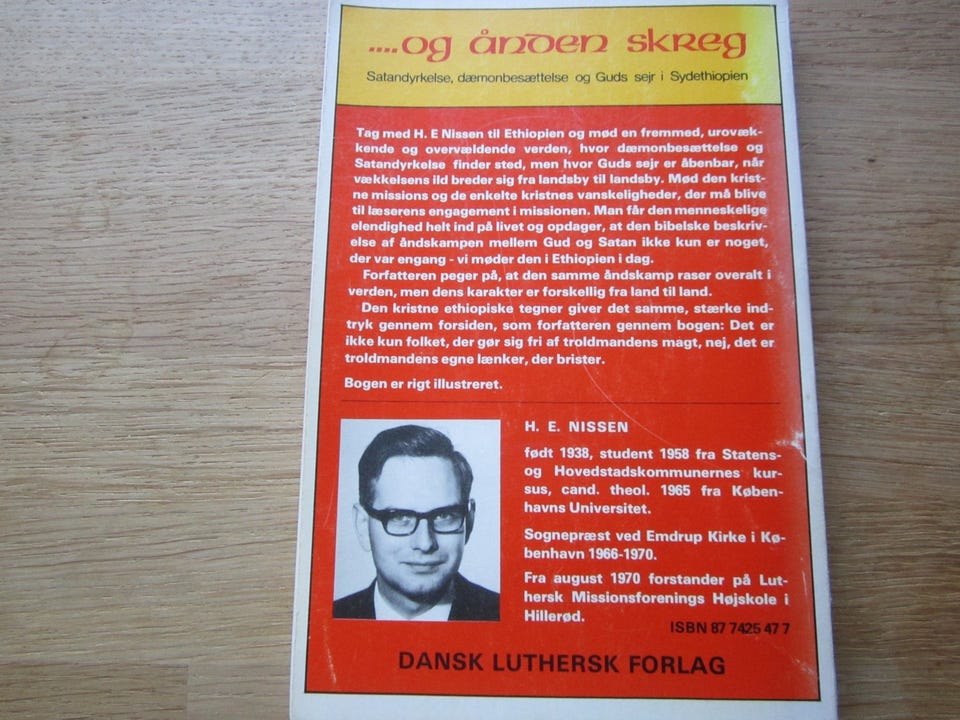 ....og ånden skreg
Satandyrkelse, dæmonbesættelse og Guds sejr i Sydethiopien
Tag med H. E Nissen til Ethiopien og mød en fremmed, urovæk-
kende og overvældende verden, hvor dæmonbesættelse og
Satandyrkelse finder sted, men hvor Guds sejr er åbenbar, når
vækkelsens ild breder sig fra landsby til landsby. Mød den krist-
ne missions og de enkelte kristnes vanskeligheder, der må blive
til læserens engagement i missionen. Man får den menneskelige
elendighed helt ind på livet og opdager, at den bibelske beskriv-
else af åndskampen mellem Gud og Satan ikke kun er noget,
der var engang - vi møder den i Ethiopien i dag.
Forfatteren peger på, at den samme åndskamp raser overalt i
verden, men dens karakter er forskellig fra land til land.
Den kristne ethiopiske tegner giver det samme, stærke ind-
tryk gennem forsiden, som forfatteren gennem bogen: Det er
ikke kun folket, der gør sig fri af troldmandens magt, nej, det er
troldmandens egne lænker, der brister.
Bogen er rigt illustreret.
H. E. NISSEN
født 1938, student 1958 fra Statens-
og Hovedstadskommunernes kur-
sus, cand. theol. 1965 fra Køben-
havns Universitet.
Sognepræst ved Emdrup Kirke i Kø-
benhavn 1966-1970.
Fra august 1970 forstander på Lut-
hersk Missionsforenings Højskole i
Hillerød.
ISBN 87 7425 47 7
DANSK LUTHERSK FORLAG